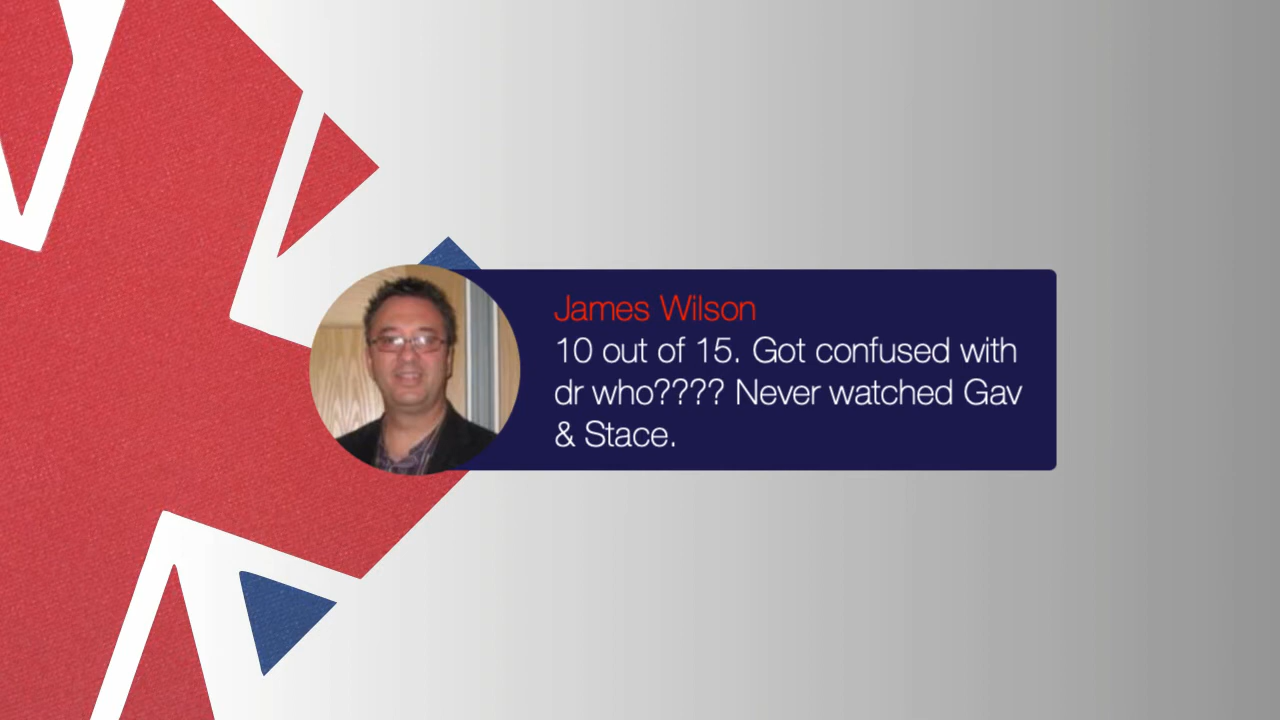 James Wilson
10 out of 15. Got confused with
dr who???? Never watched Gav
& Stace.